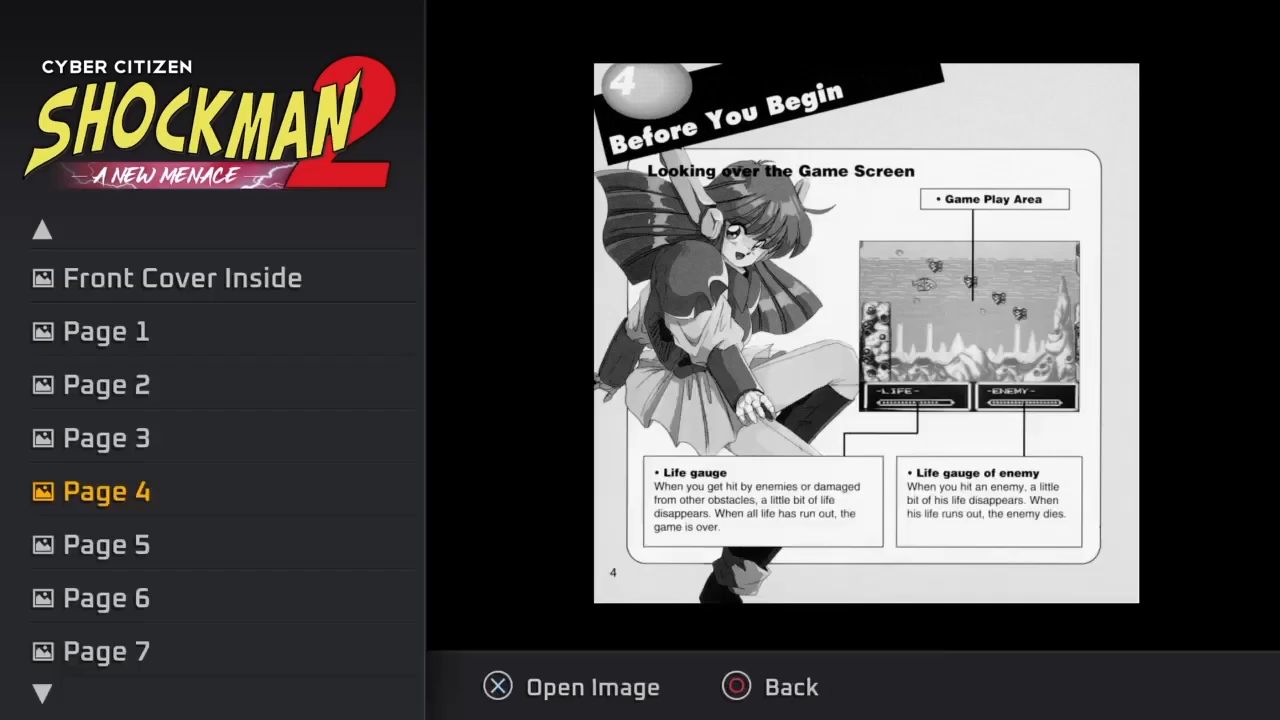 CYBER CITIZEN
SHOCKMAN 2
A NEW MENACE
Front Cover Inside
Page 1
Page 2
Page 3
Page 4
Page 5
Page 6
Page 7
4
Before You Begin
Looking over the Game Screen
• Game Play Area
-LIFE-
-ENEMY-
• Life gauge
When you get hit by enemies or damaged
from other obstacles, a little bit of life
disappears. When all life has run out, the
game is over.
• Life gauge of enemy
When you hit an enemy, a little
bit of his life disappears. When
his life runs out, the enemy dies.
4
Open Image
Back